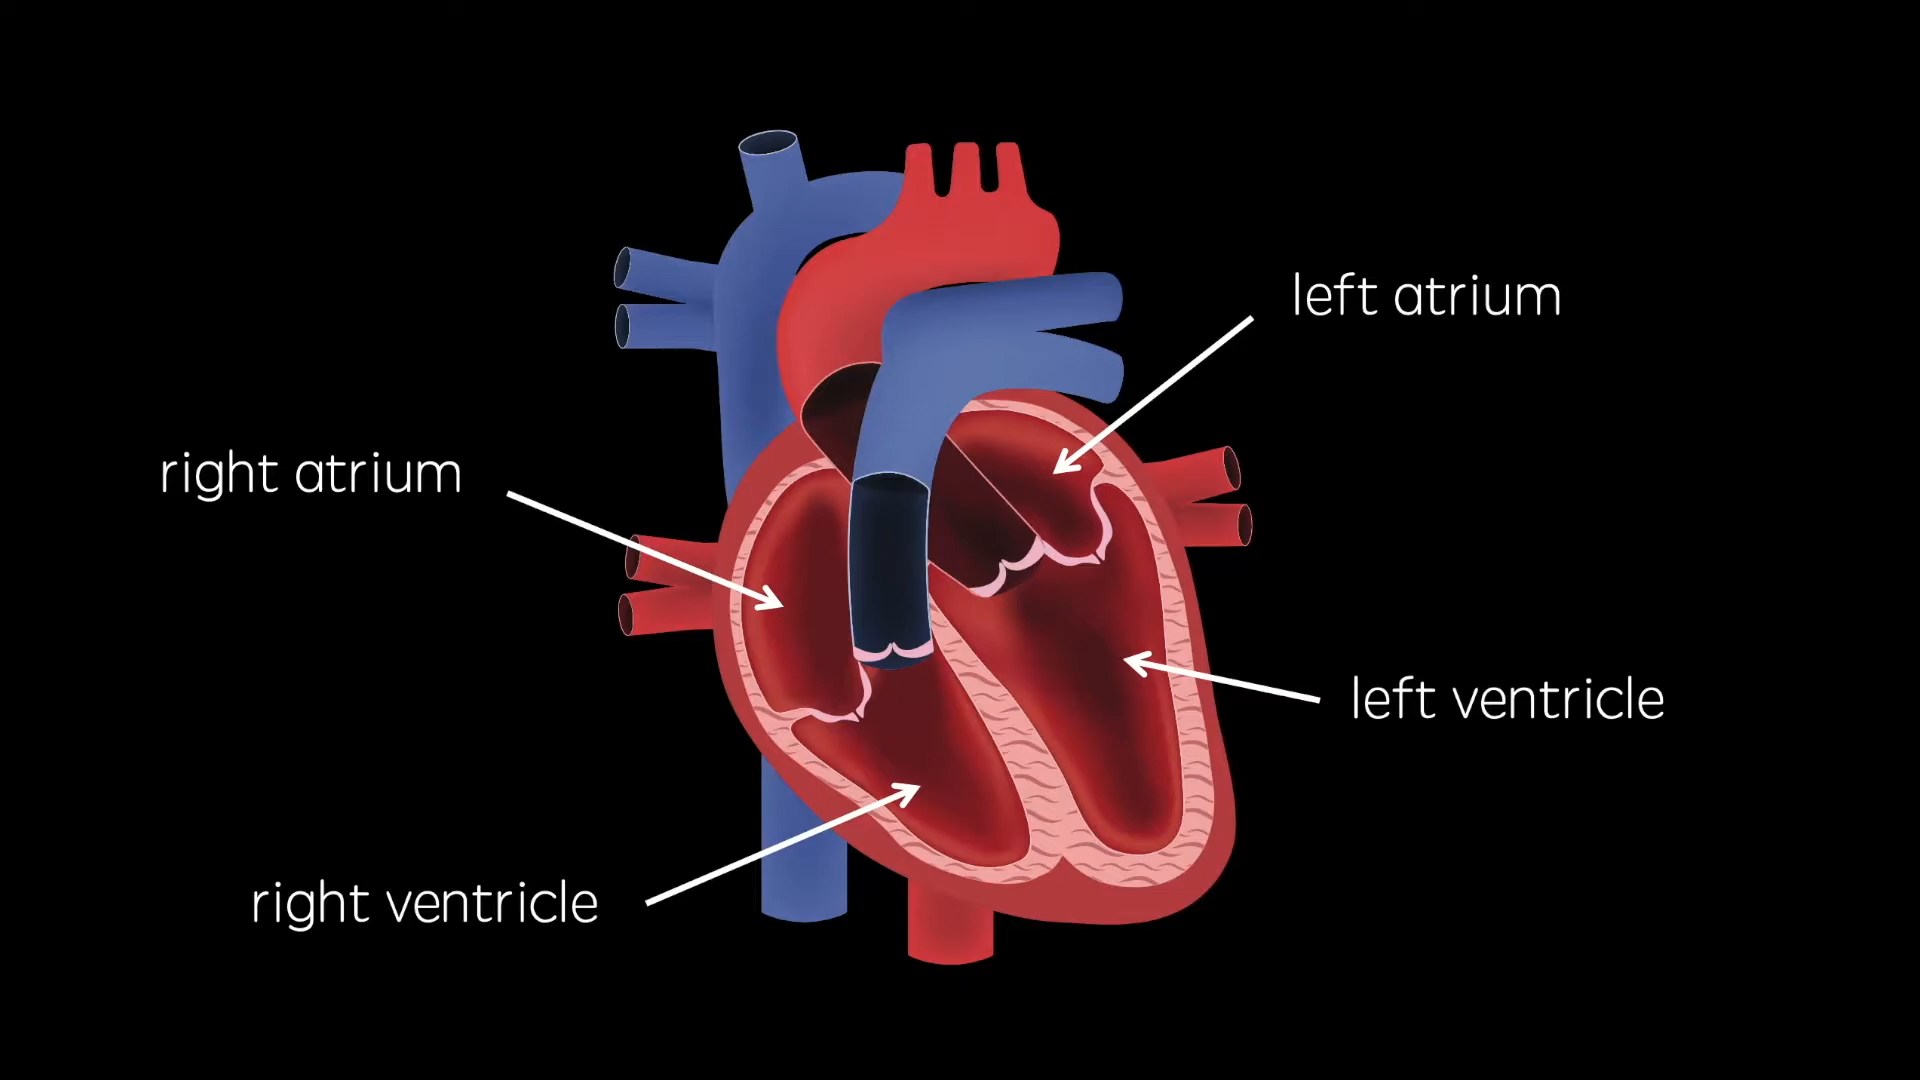 left atrium
right atrium
left ventricle
right ventricle